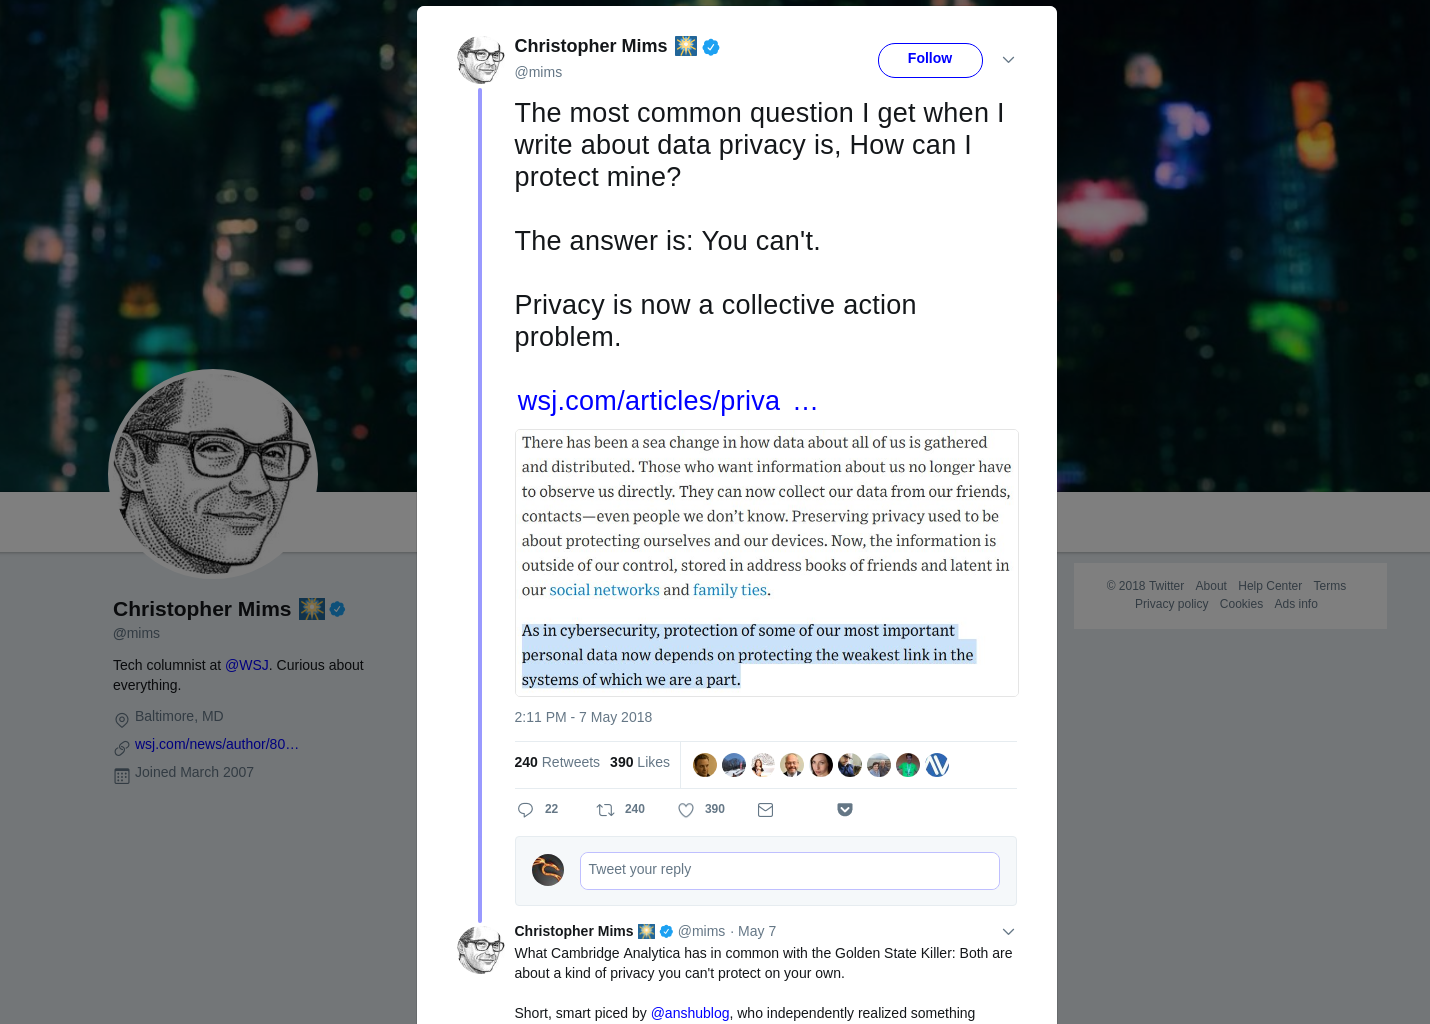 Christopher Mims
@mims
Follow
The most common question I get when I
write about data privacy is, How can I
protect mine?
The answer is: You can't.
Privacy is now a collective action
problem.
wsj.com/articles/priva …
There has been a sea change in how data about all of us is gathered
and distributed. Those who want information about us no longer have
to observe us directly. They can now collect our data from our friends,
contacts—even people we don't know. Preserving privacy used to be
about protecting ourselves and our devices. Now, the information is
outside of our control, stored in address books of friends and latent in
our social networks and family ties.
As in cybersecurity, protection of some of our most important
personal data now depends on protecting the weakest link in the
systems of which we are a part.
2:11 PM - 7 May 2018
240 Retweets 390 Likes
22 240 390
Tweet your reply
Christopher Mims @mims · May 7
What Cambridge Analytica has in common with the Golden State Killer: Both are
about a kind of privacy you can't protect on your own.
Short, smart piced by @anshublog, who independently realized something
Christopher Mims
@mims
Tech columnist at @WSJ. Curious about
everything.
Baltimore, MD
wsj.com/news/author/80…
Joined March 2007
© 2018 Twitter About Help Center Terms
Privacy policy Cookies Ads info